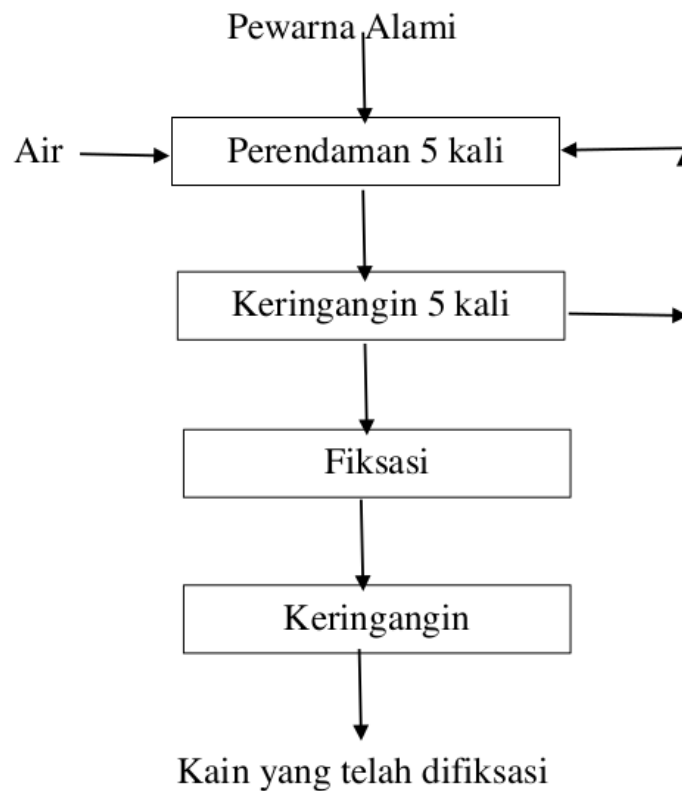 Pewarna Alami
Air
Perendaman 5 kali
Keringangin 5 kali
Fiksasi
Keringangin
Kain yang telah difiksasi